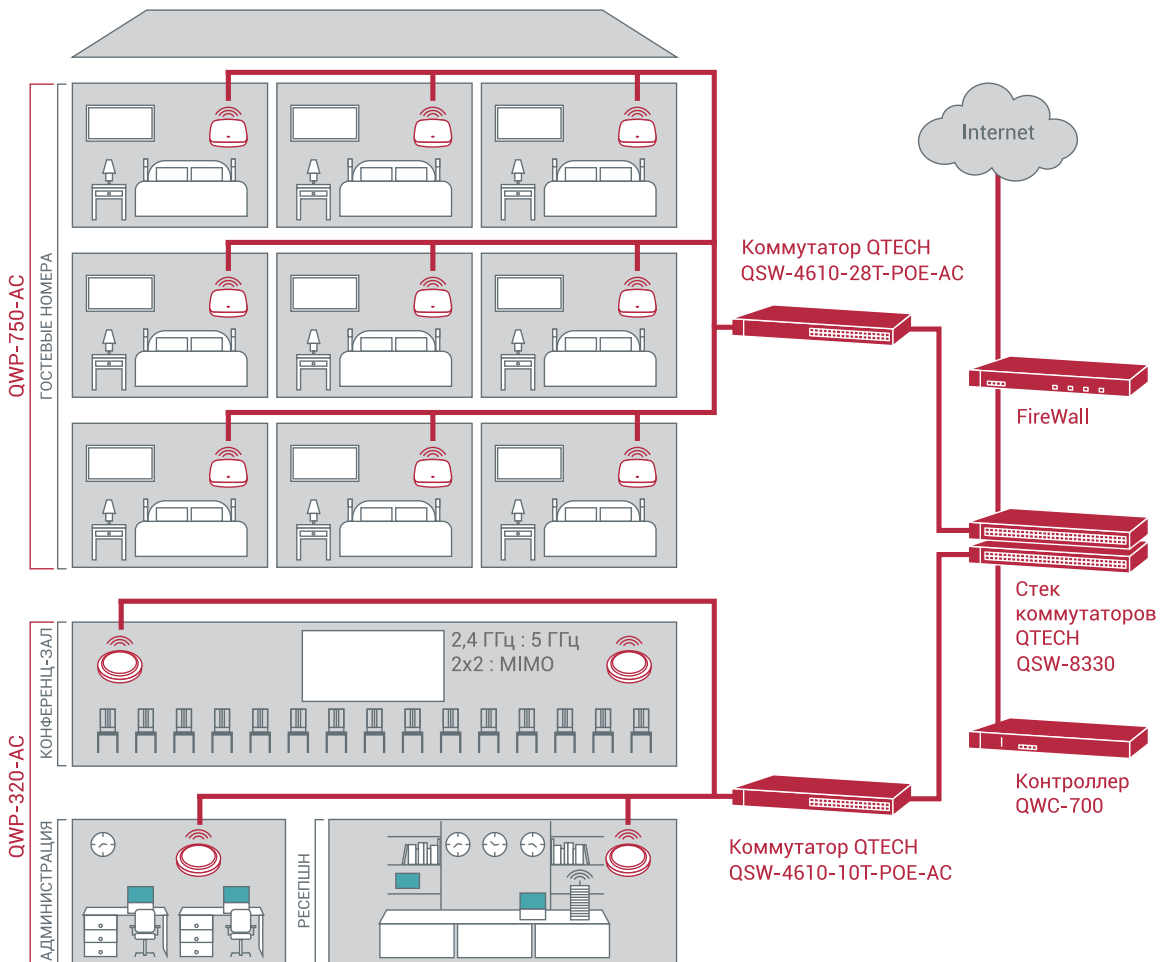 QWP-750-AC
ГОСТЕВЫЕ НОМЕРА
Internet
Коммутатор QTECH
QSW-4610-28T-POE-AC
FireWall
Стек
коммутаторов
QTECH
QSW-8330
QWP-320-AC
КОНФЕРЕНЦ-ЗАЛ
2,4 ГГц : 5 ГГц
2x2 : MIMO
Контроллер
QWC-700
Коммутатор QTECH
QSW-4610-10T-POE-AC
АДМИНИСТРАЦИЯ
РЕСЕПШН